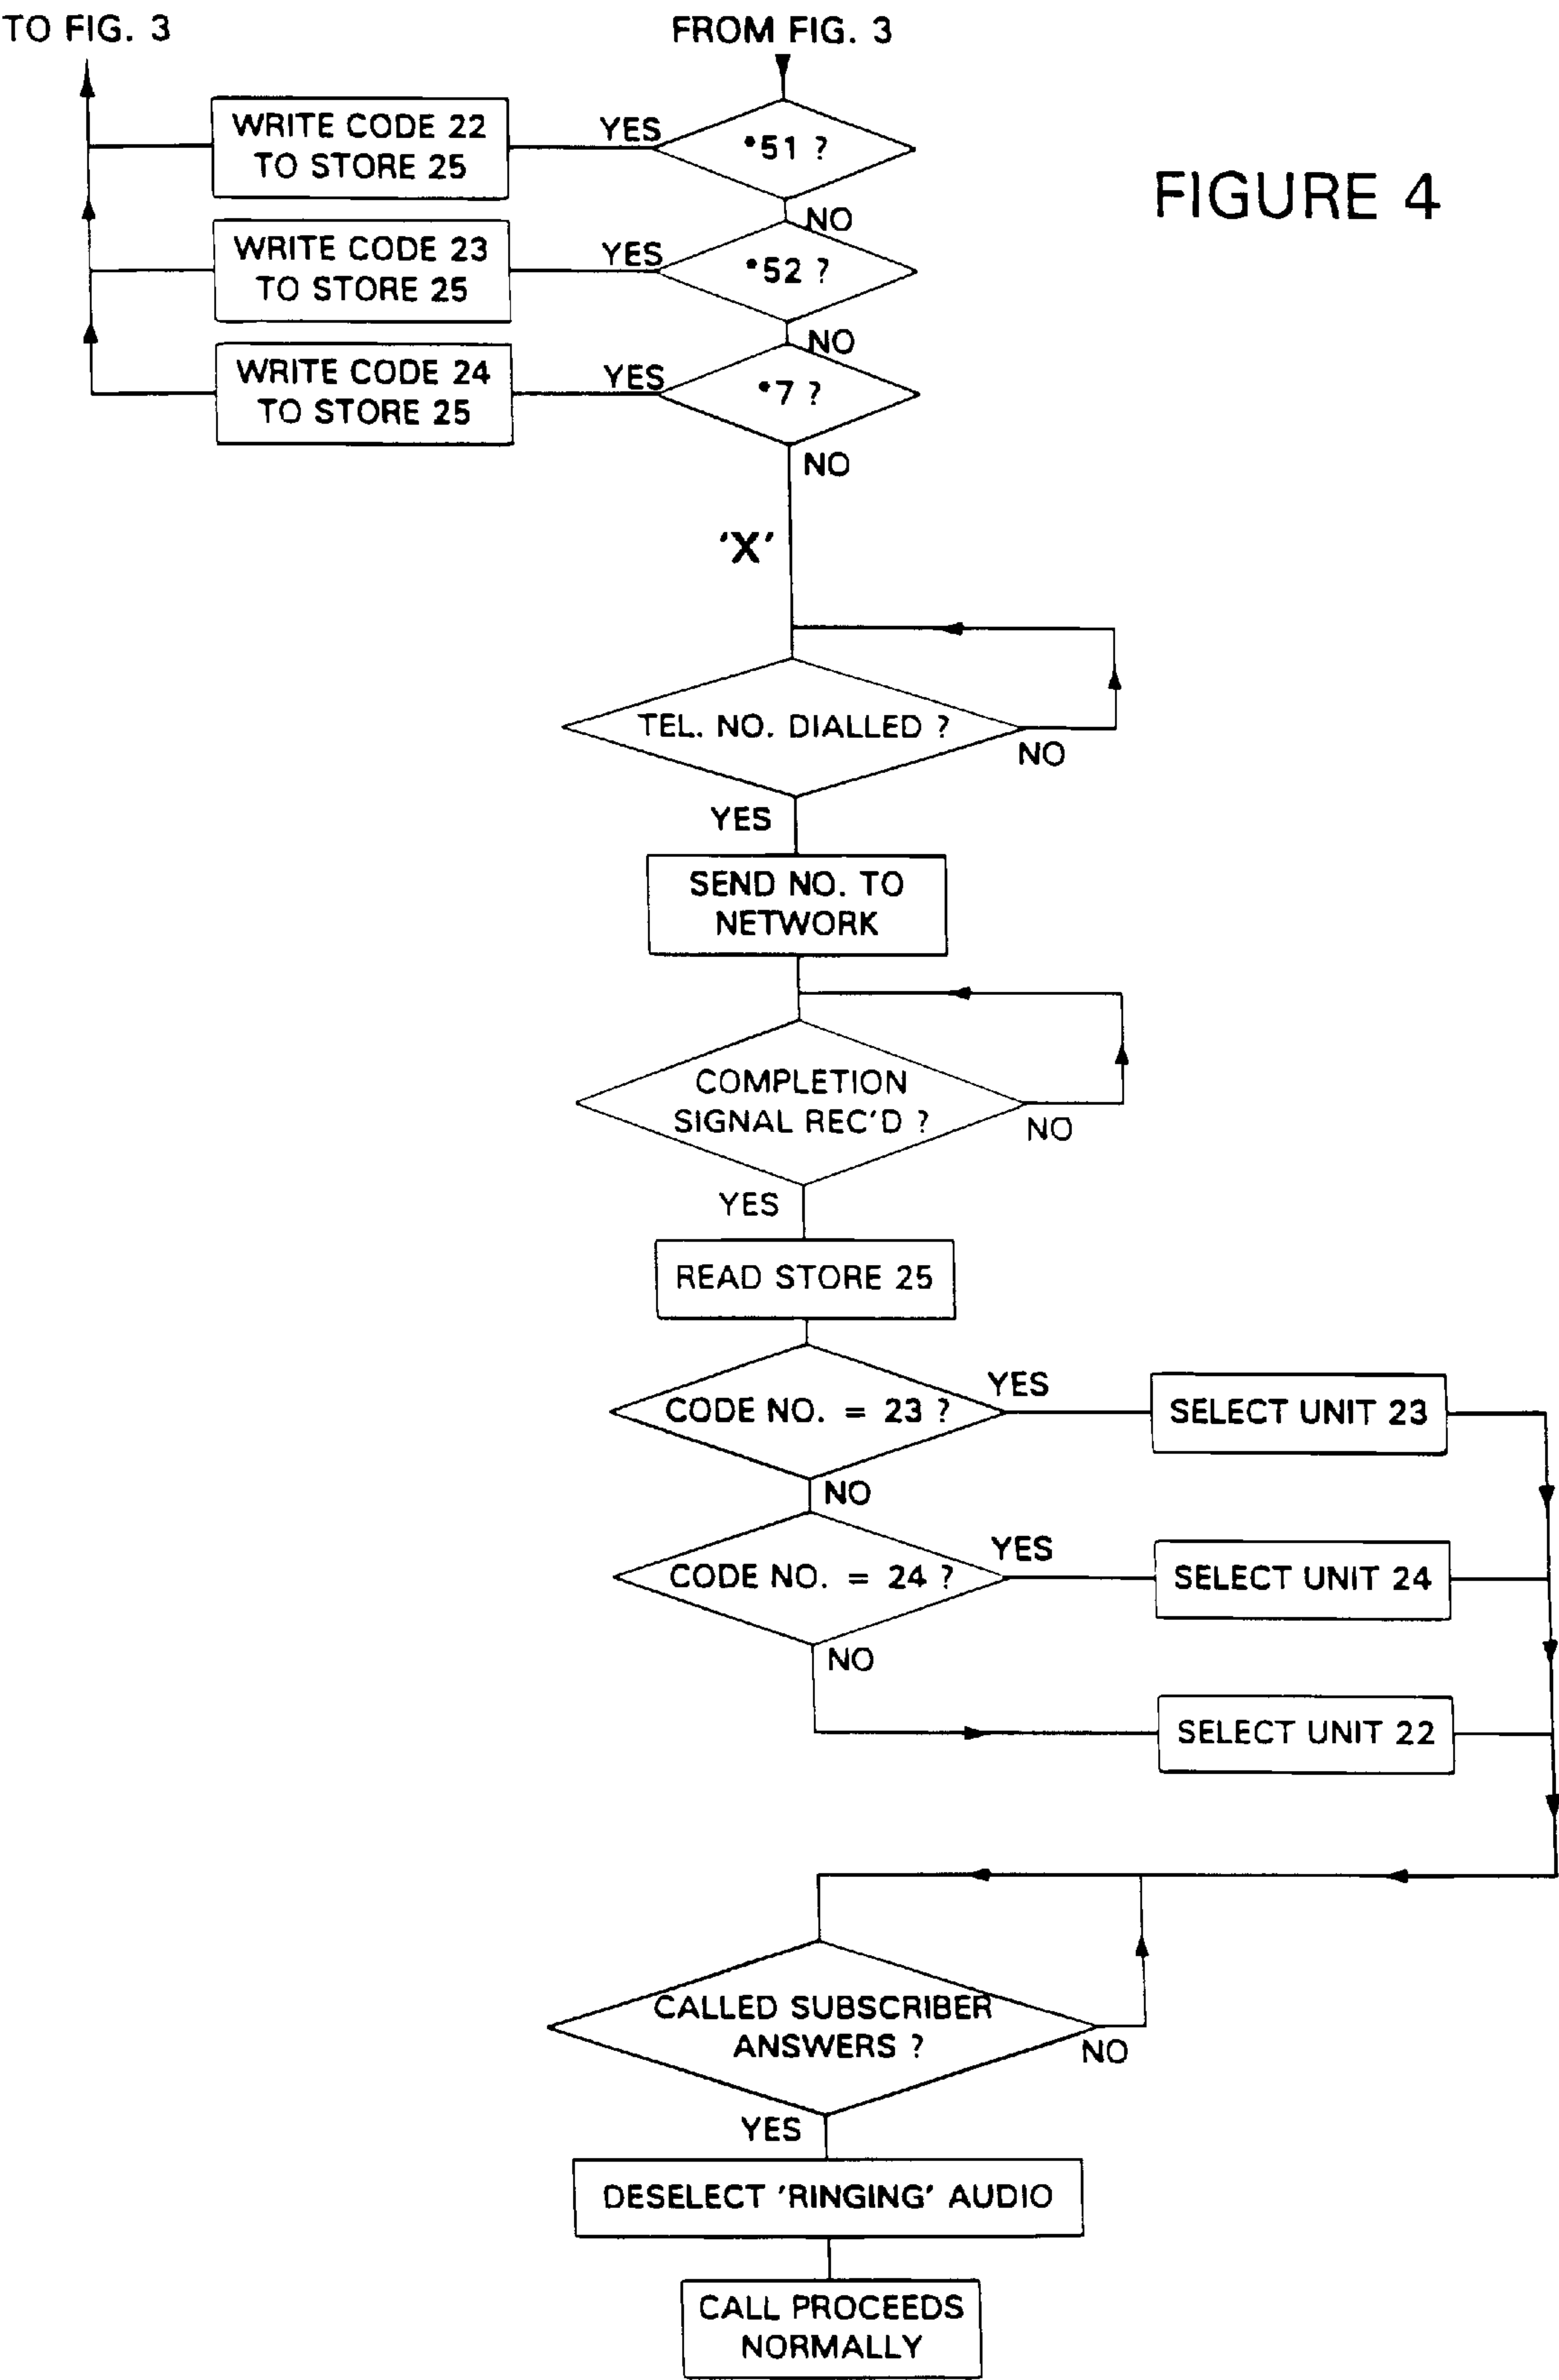 TO FIG. 3
FROM FIG. 3
FIGURE 4
WRITE CODE 22
TO STORE 25
YES
*51 ?
NO
WRITE CODE 23
TO STORE 25
YES
*52 ?
NO
WRITE CODE 24
TO STORE 25
YES
*7 ?
NO
'X'
TEL. NO. DIALLED ?
NO
YES
SEND NO. TO
NETWORK
COMPLETION
SIGNAL REC'D ?
NO
YES
READ STORE 25
CODE NO. = 23 ?
YES
SELECT UNIT 23
NO
CODE NO. = 24 ?
YES
SELECT UNIT 24
NO
SELECT UNIT 22
CALLED SUBSCRIBER
ANSWERS ?
NO
YES
DESELECT 'RINGING' AUDIO
CALL PROCEEDS
NORMALLY